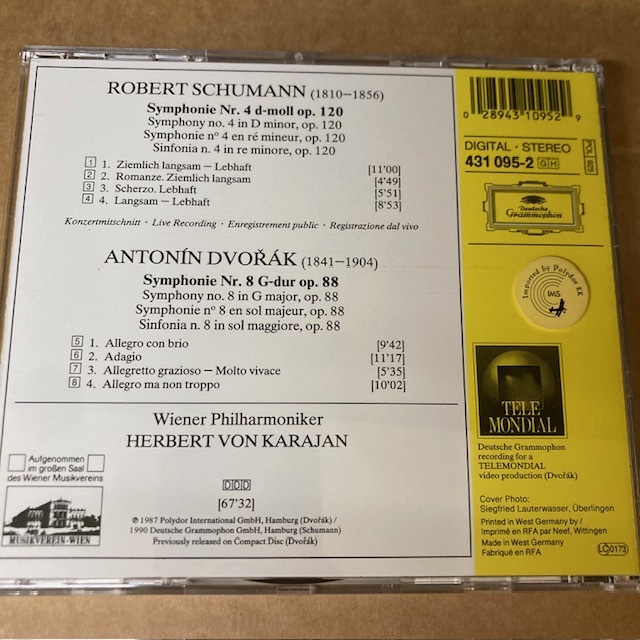 ROBERT SCHUMANN (1810–1856)
Symphonie Nr. 4 d-moll op. 120
Symphony no. 4 in D minor, op. 120
Symphonie n° 4 en ré mineur, op. 120
Sinfonia n. 4 in re minore, op. 120
1 1. Ziemlich langsam – Lebhaft [11'00]
2 2. Romanze. Ziemlich langsam [4'49]
3 3. Scherzo. Lebhaft [5'51]
4 4. Langsam – Lebhaft [8'53]
Konzertmitschnitt · Live Recording · Enregistrement public · Registrazione dal vivo
ANTONÍN DVOŘÁK (1841–1904)
Symphonie Nr. 8 G-dur op. 88
Symphony no. 8 in G major, op. 88
Symphonie n° 8 en sol majeur, op. 88
Sinfonia n. 8 in sol maggiore, op. 88
5 1. Allegro con brio [9'42]
6 2. Adagio [11'17]
7 3. Allegretto grazioso – Molto vivace [5'35]
8 4. Allegro ma non troppo [10'02]
Wiener Philharmoniker
HERBERT VON KARAJAN
Aufgenommen
im großen Saal
des Wiener Musikvereins
MUSIKVEREIN-WIEN
DDD
[67'32]
℗ 1987 Polydor International GmbH, Hamburg (Dvořák) /
1990 Deutsche Grammophon GmbH, Hamburg (Schumann)
Previously released on Compact Disc (Dvořák)
0 28943 10952 9
DIGITAL · STEREO
431 095-2 GH
POL 925
Deutsche
Grammophon
Imported by Polydor KK
IMS
TELE
MONDIAL
Deutsche Grammophon
recording for a
TELEMONDIAL
video production (Dvořák)
Cover Photo:
Siegfried Lauterwasser, Überlingen
Printed in West Germany by /
Imprimé en RFA par Neef, Wittingen
Made in West Germany
Fabriqué en RFA
LC 0173